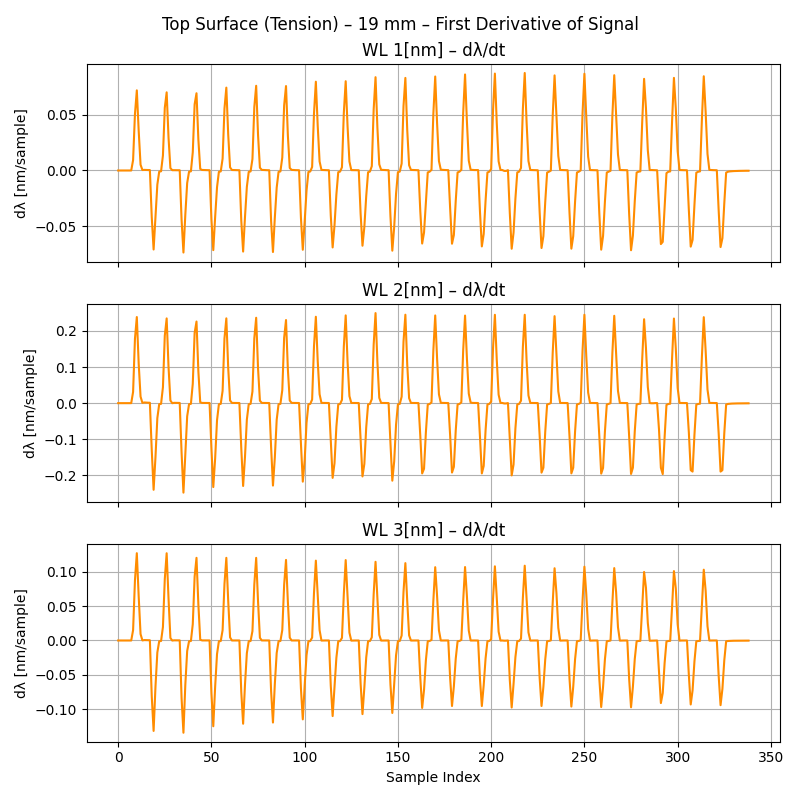 Top Surface (Tension) – 19 mm – First Derivative of Signal
WL 1[nm] – dλ/dt
0.05
0.00
−0.05
dλ [nm/sample]
WL 2[nm] – dλ/dt
0.2
0.1
0.0
−0.1
−0.2
dλ [nm/sample]
WL 3[nm] – dλ/dt
0.10
0.05
0.00
−0.05
−0.10
dλ [nm/sample]
0 50 100 150 200 250 300 350
Sample Index